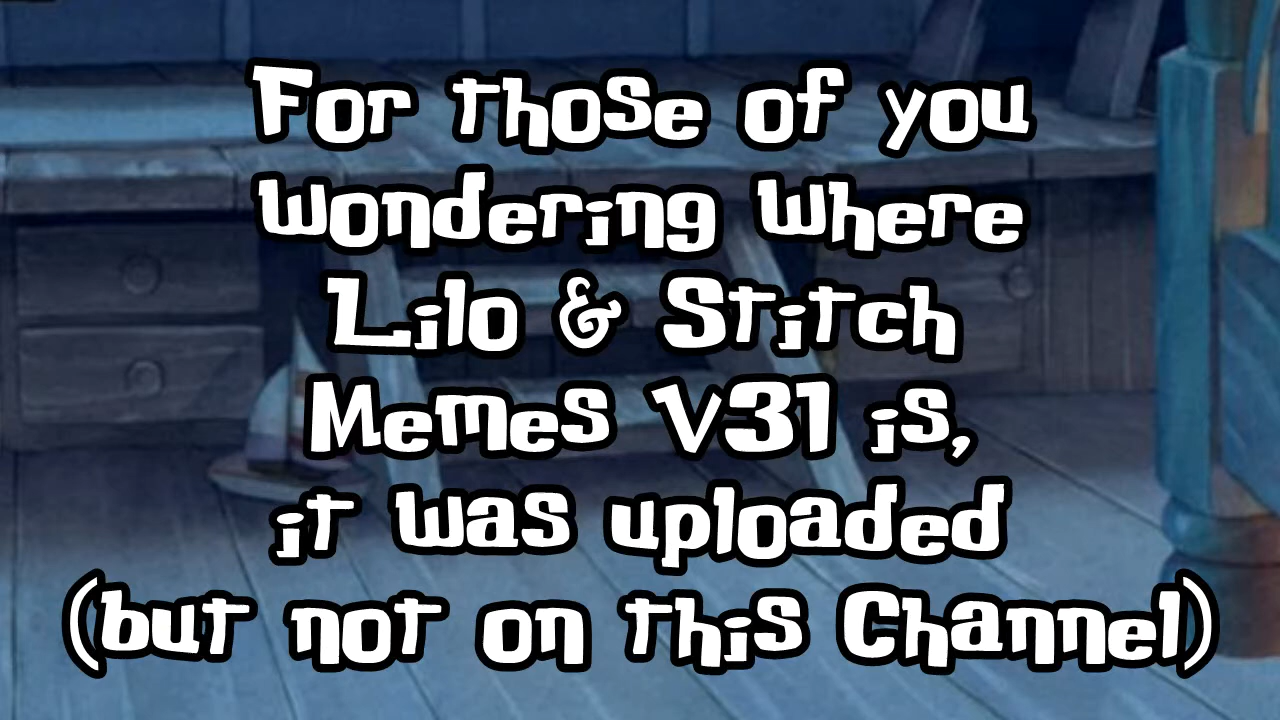 For those of you
wondering where
Lilo & Stitch
Memes V31 is,
it was uploaded
(but not on this Channel)